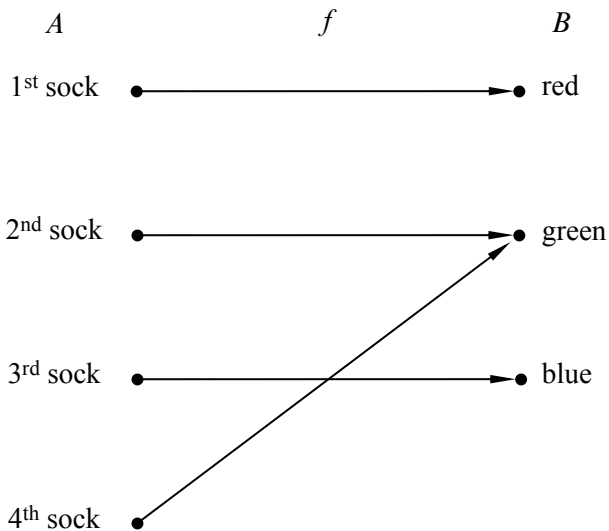 A f B
1st sock red
2nd sock green
3rd sock blue
4th sock